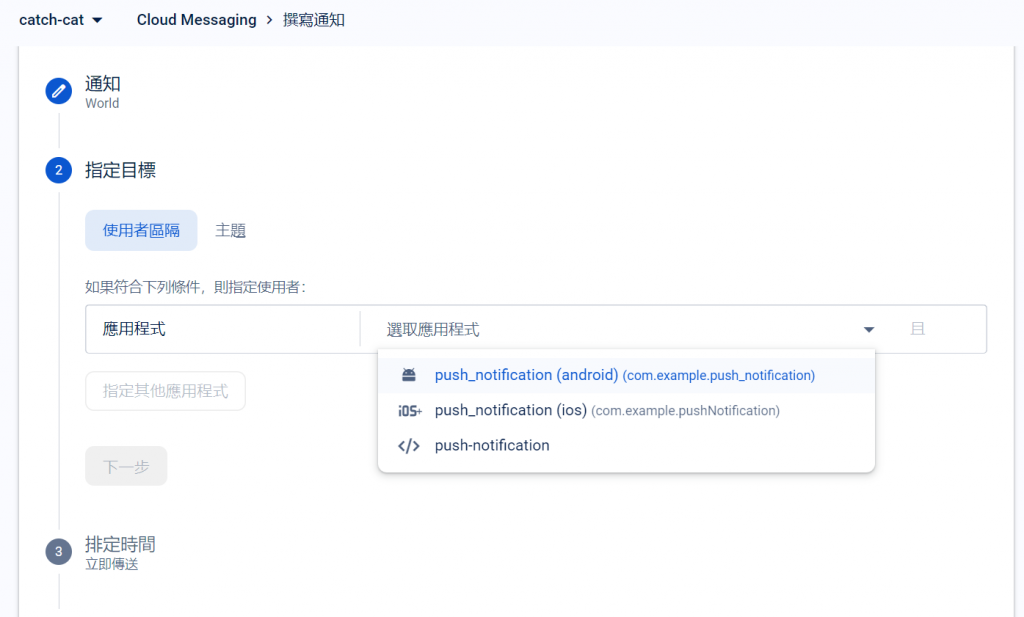 catch-cat Cloud Messaging > 撰寫通知
通知
World
2 指定目標
使用者區隔 主題
如果符合下列條件，則指定使用者：
應用程式 選取應用程式 且
push_notification (android) (com.example.push_notification)
指定其他應用程式
iOS+ push_notification (ios) (com.example.pushNotification)
</> push-notification
下一步
3 排定時間
立即傳送